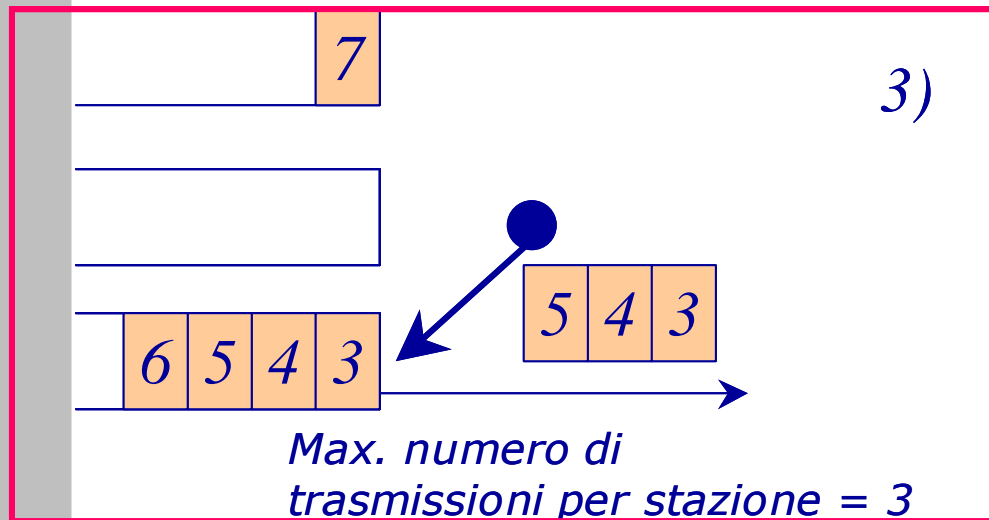 7
3)
5 4 3
6 5 4 3
Max. numero di
trasmissioni per stazione = 3